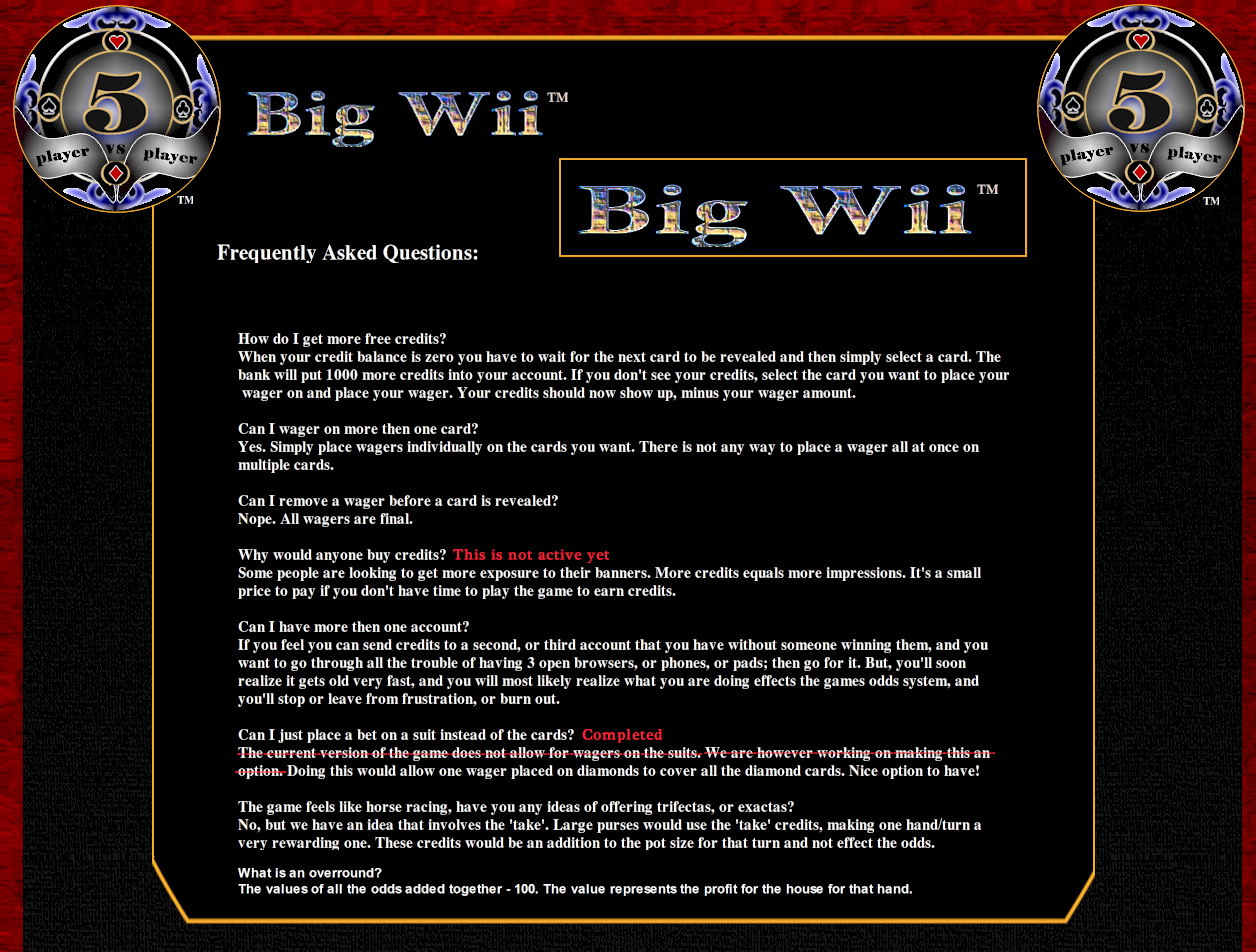 5
player vs player
TM
5
player vs player
TM
Big Wii TM
Big Wii TM
Frequently Asked Questions:
How do I get more free credits?
When your credit balance is zero you have to wait for the next card to be revealed and then simply select a card. The
bank will put 1000 more credits into your account. If you don't see your credits, select the card you want to place your
wager on and place your wager. Your credits should now show up, minus your wager amount.
Can I wager on more then one card?
Yes. Simply place wagers individually on the cards you want. There is not any way to place a wager all at once on
multiple cards.
Can I remove a wager before a card is revealed?
Nope. All wagers are final.
Why would anyone buy credits? This is not active yet
Some people are looking to get more exposure to their banners. More credits equals more impressions. It's a small
price to pay if you don't have time to play the game to earn credits.
Can I have more then one account?
If you feel you can send credits to a second, or third account that you have without someone winning them, and you
want to go through all the trouble of having 3 open browsers, or phones, or pads; then go for it. But, you'll soon
realize it gets old very fast, and you will most likely realize what you are doing effects the games odds system, and
you'll stop or leave from frustration, or burn out.
Can I just place a bet on a suit instead of the cards? Completed
The current version of the game does not allow for wagers on the suits. We are however working on making this an
option. Doing this would allow one wager placed on diamonds to cover all the diamond cards. Nice option to have!
The game feels like horse racing, have you any ideas of offering trifectas, or exactas?
No, but we have an idea that involves the 'take'. Large purses would use the 'take' credits, making one hand/turn a
very rewarding one. These credits would be an addition to the pot size for that turn and not effect the odds.
What is an overround?
The values of all the odds added together - 100. The value represents the profit for the house for that hand.